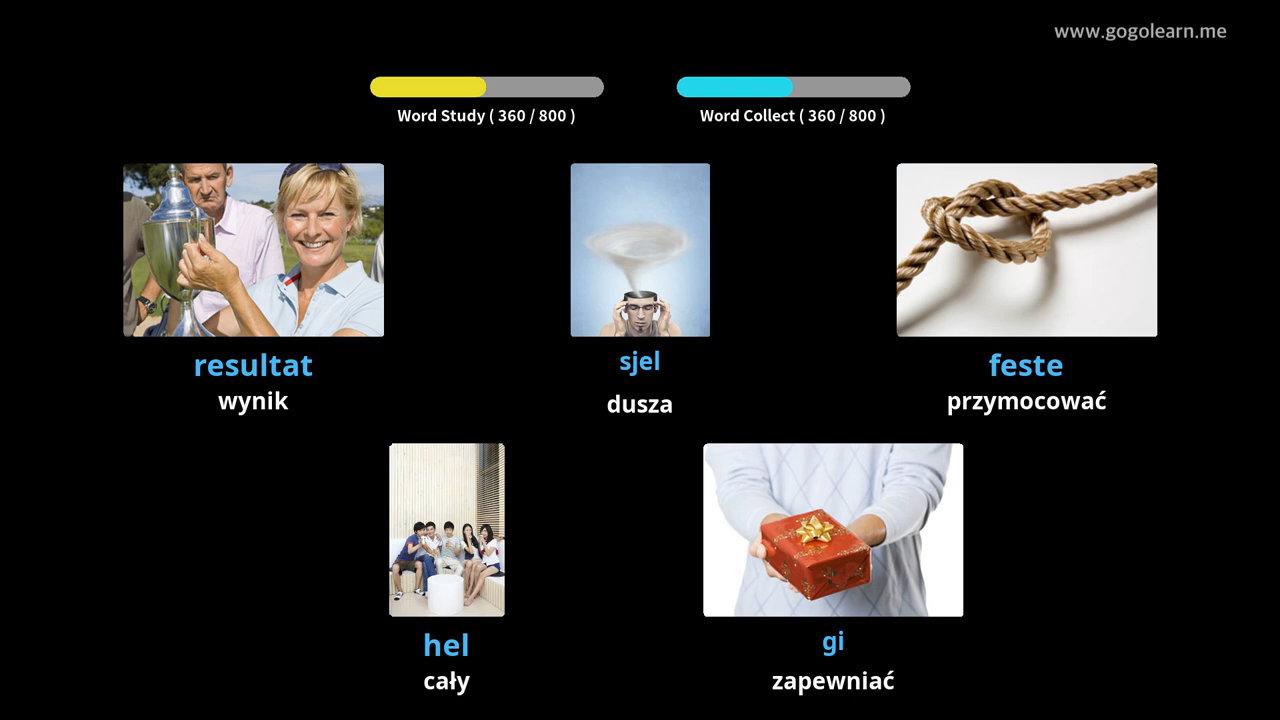 www.gogolearn.me
Word Study ( 360 / 800 )
Word Collect ( 360 / 800 )
resultat
wynik
sjel
dusza
feste
przymocować
hel
cały
gi
zapewniać